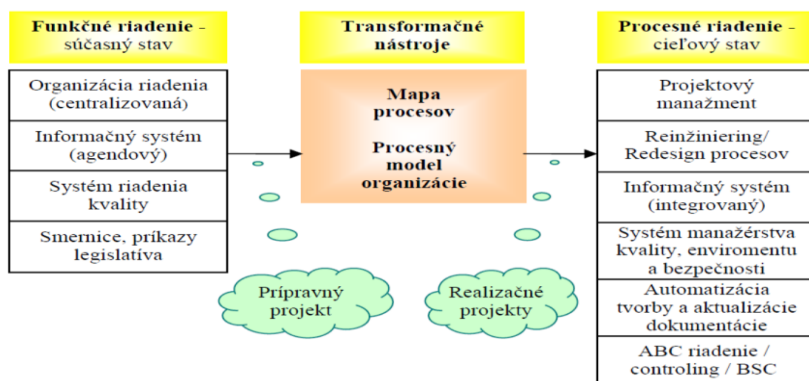 Funkčné riadenie -
súčasný stav
Organizácia riadenia
(centralizovaná)
Informačný systém
(agendový)
Systém riadenia
kvality
Smernice, príkazy
legislatíva
Transformačné
nástroje
Mapa
procesov
Procesný
model
organizácie
Prípravný
projekt
Realizačné
projekty
Procesné riadenie -
cieľový stav
Projektový
manažment
Reinžiniering/
Redesign procesov
Informačný systém
(integrovaný)
Systém manažérstva
kvality, enviromentu
a bezpečnosti
Automatizácia
tvorby a aktualizácie
dokumentácie
ABC riadenie /
controling / BSC